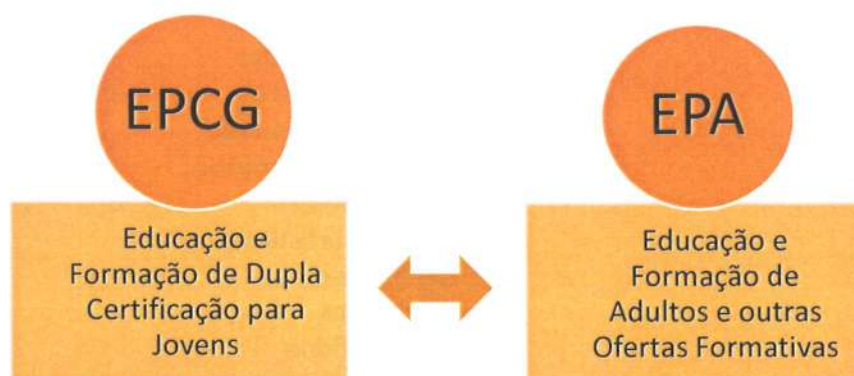 EPCG
Educação e
Formação de Dupla
Certificação para
Jovens
EPA
Educação e
Formação de
Adultos e outras
Ofertas Formativas